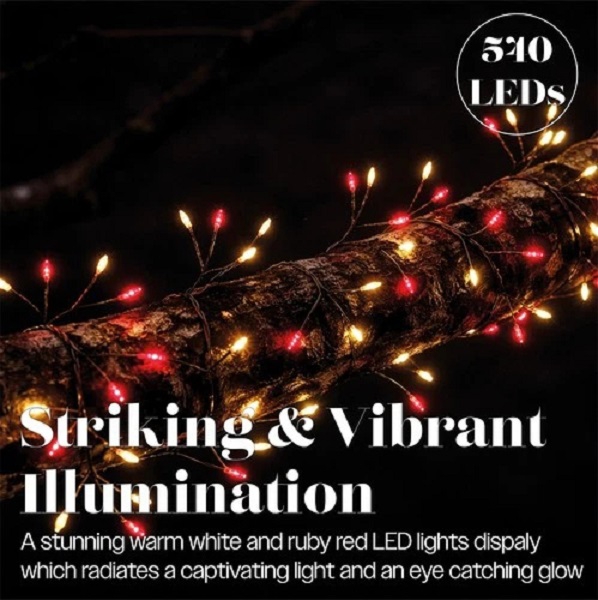 540
LEDs
Striking & Vibrant
Illumination
A stunning warm white and ruby red LED lights dispaly
which radiates a captivating light and an eye catching glow